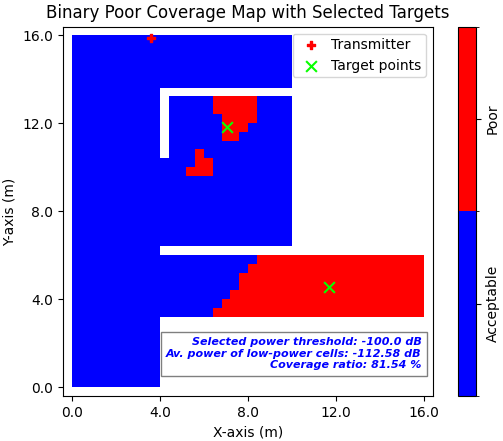 Binary Poor Coverage Map with Selected Targets
16.0
12.0
8.0
4.0
0.0
Y-axis (m)
Transmitter
Target points
Selected power threshold: -100.0 dB
Av. power of low-power cells: -112.58 dB
Coverage ratio: 81.54 %
0.0 4.0 8.0 12.0 16.0
X-axis (m)
Poor
Acceptable